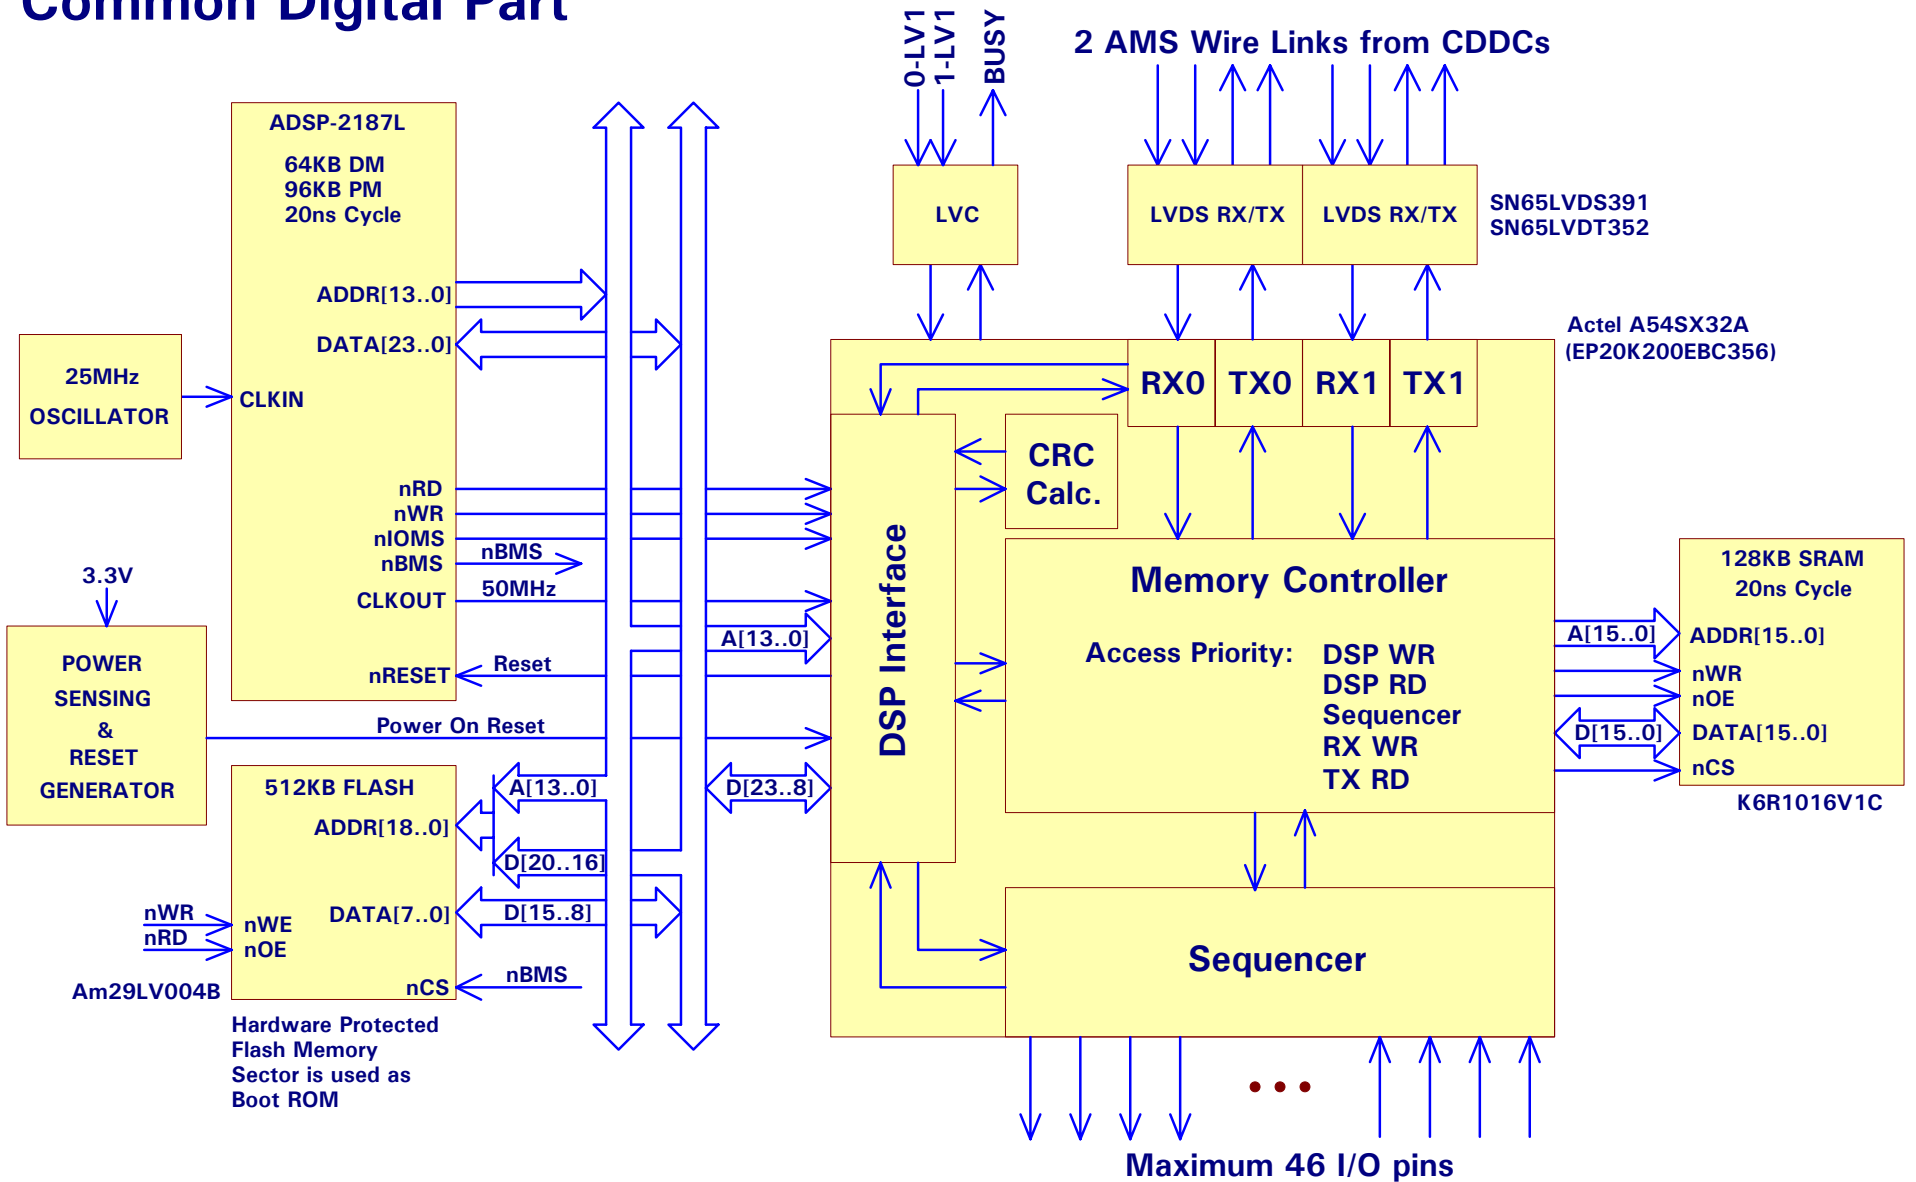 Common Digital Part
0-LV1
1-LV1
BUSY
2 AMS Wire Links from CDDCs
ADSP-2187L
64KB DM
96KB PM
20ns Cycle
ADDR[13..0]
DATA[23..0]
CLKIN
nRD
nWR
nIOMS
nBMS
CLKOUT
nRESET
nBMS
50MHz
Reset
25MHz
OSCILLATOR
3.3V
POWER
SENSING
&
RESET
GENERATOR
Power On Reset
512KB FLASH
ADDR[18..0]
DATA[7..0]
nWE
nOE
nCS
nWR
nRD
Am29LV004B
A[13..0]
D[20..16]
D[15..8]
nBMS
Hardware Protected
Flash Memory
Sector is used as
Boot ROM
A[13..0]
D[23..8]
LVC
LVDS RX/TX
LVDS RX/TX
SN65LVDS391
SN65LVDT352
Actel A54SX32A
(EP20K200EBC356)
RX0
TX0
RX1
TX1
DSP Interface
CRC
Calc.
Memory Controller
Access Priority:
DSP WR
DSP RD
Sequencer
RX WR
TX RD
Sequencer
A[15..0]
D[15..0]
128KB SRAM
20ns Cycle
ADDR[15..0]
nWR
nOE
DATA[15..0]
nCS
K6R1016V1C
Maximum 46 I/O pins